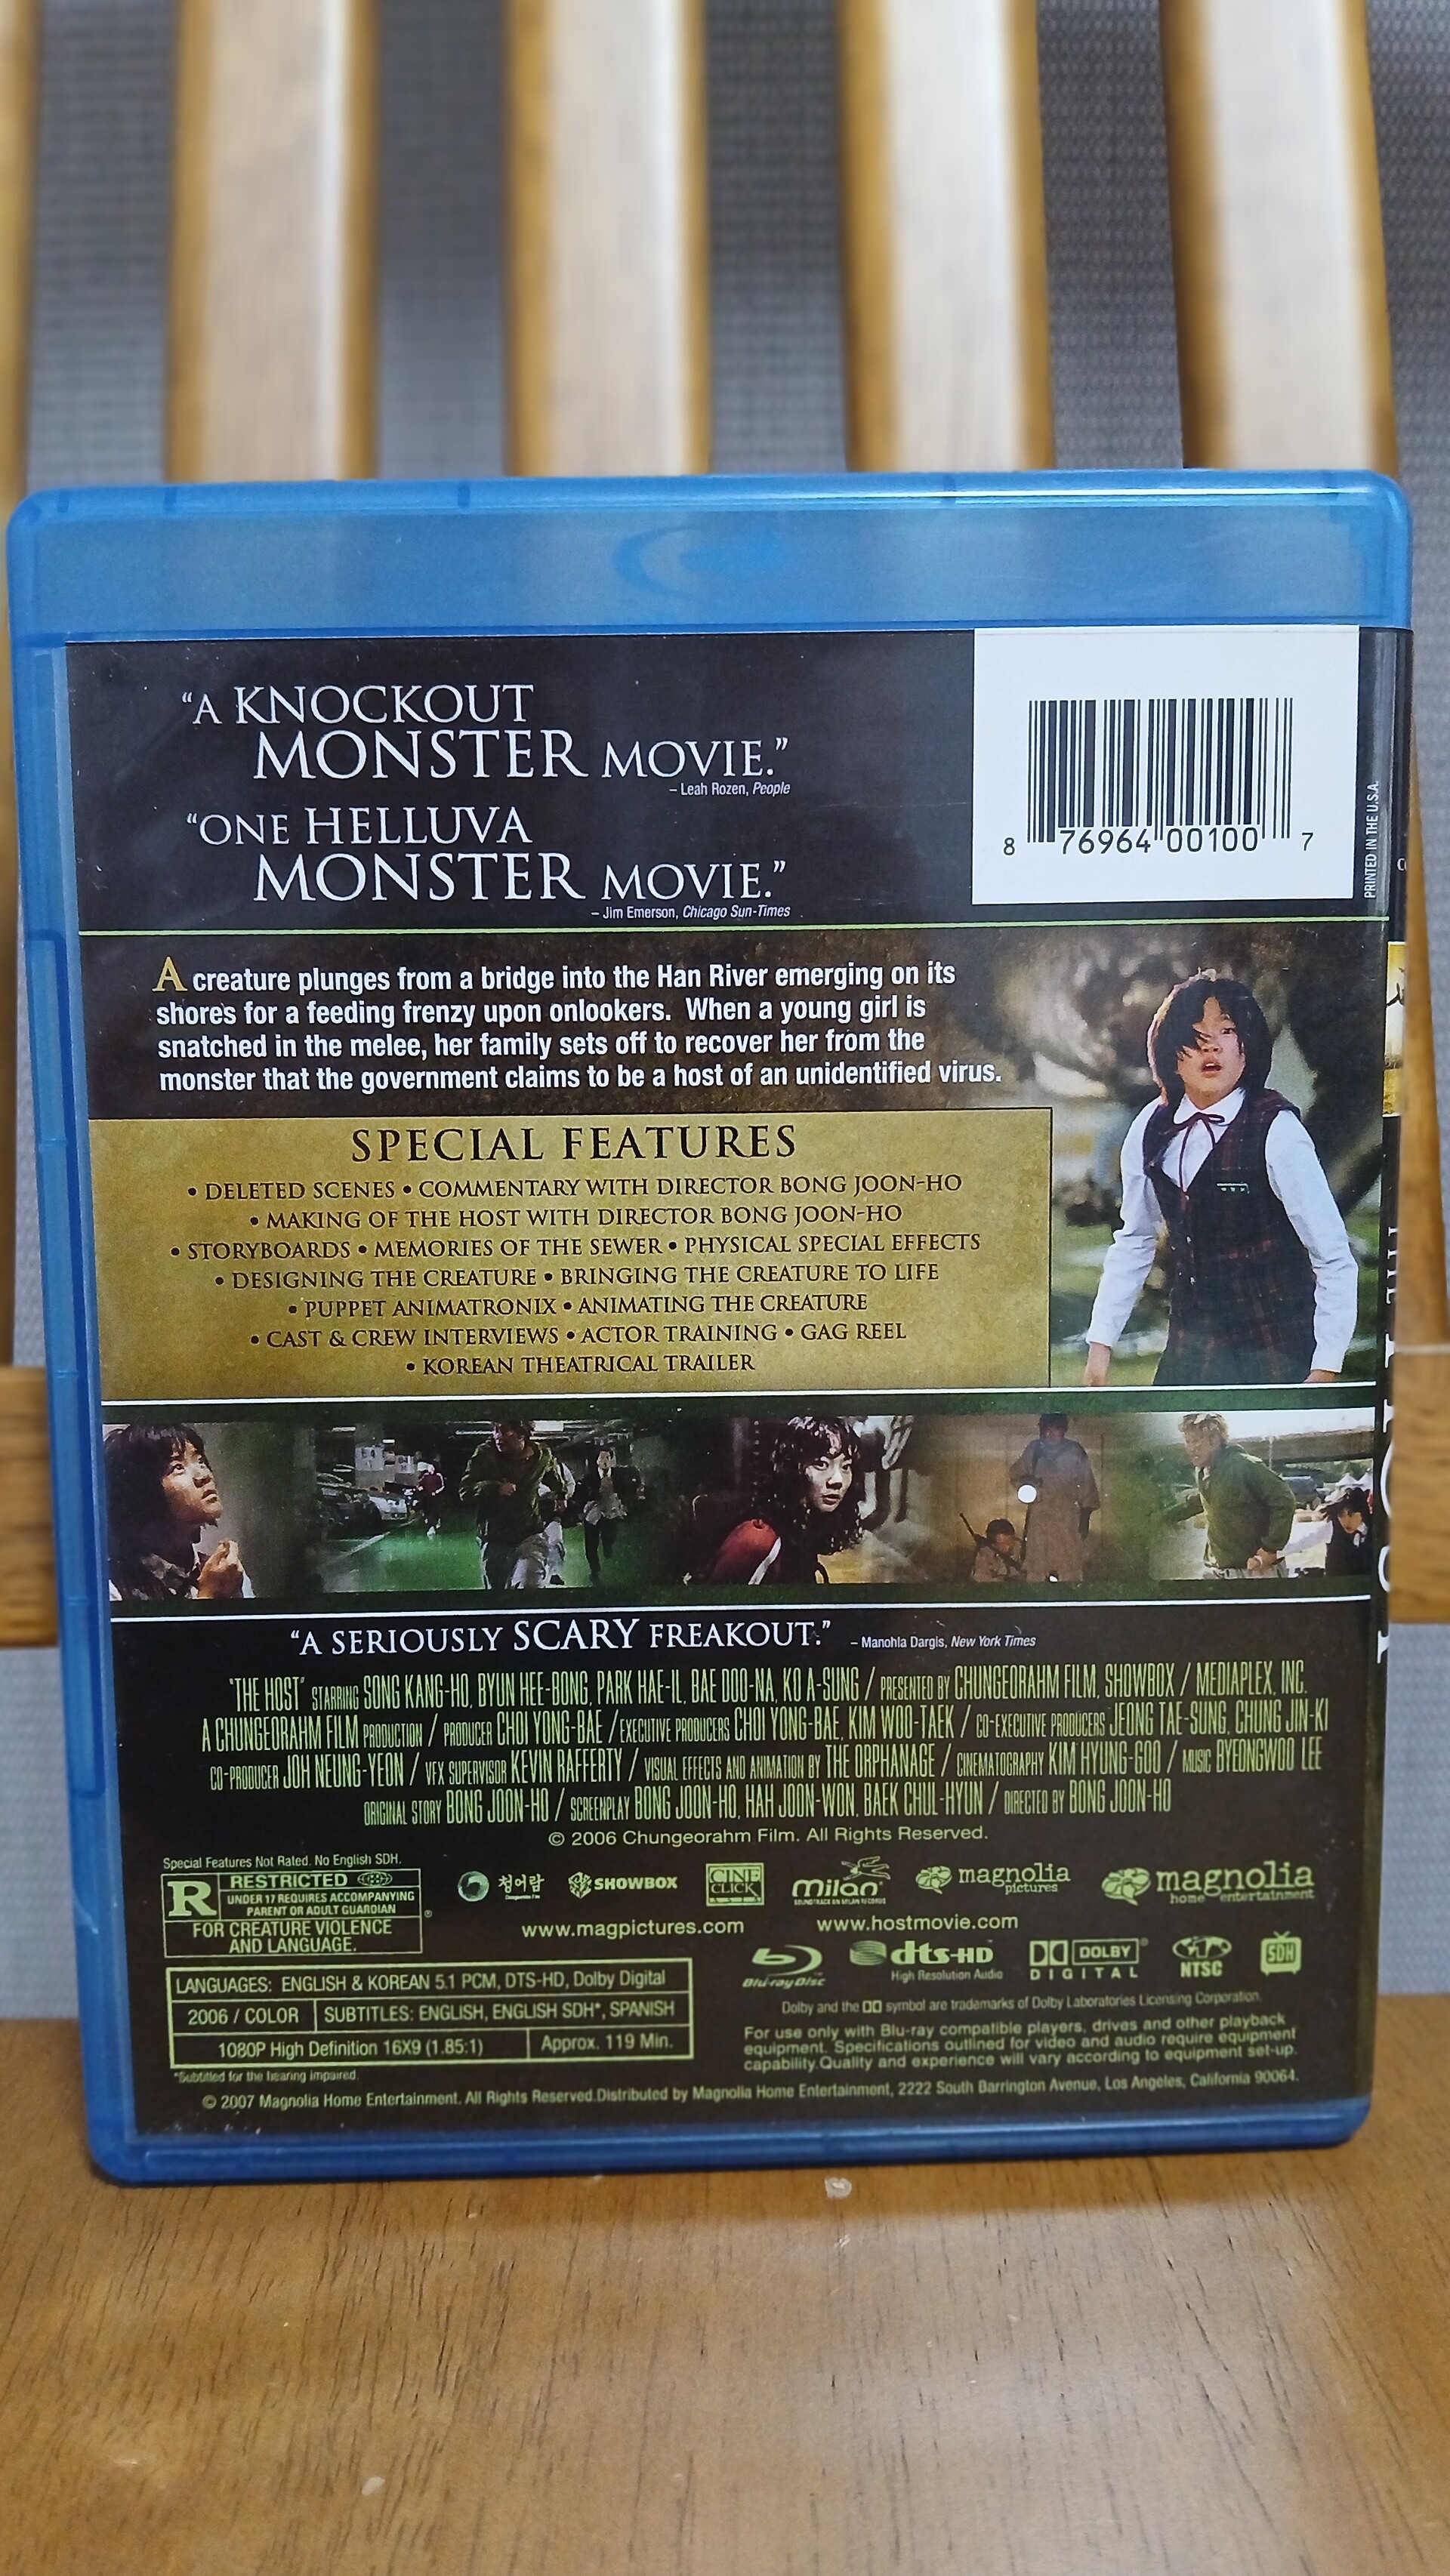 “A KNOCKOUT
MONSTER MOVIE.”
– Leah Rozen, People
“ONE HELLUVA
MONSTER MOVIE.”
– Jim Emerson, Chicago Sun-Times
8 76964 00100 7
PRINTED IN THE U.S.A.
A creature plunges from a bridge into the Han River emerging on its
shores for a feeding frenzy upon onlookers. When a young girl is
snatched in the melee, her family sets off to recover her from the
monster that the government claims to be a host of an unidentified virus.
SPECIAL FEATURES
• DELETED SCENES • COMMENTARY WITH DIRECTOR BONG JOON-HO
• MAKING OF THE HOST WITH DIRECTOR BONG JOON-HO
• STORYBOARDS • MEMORIES OF THE SEWER • PHYSICAL SPECIAL EFFECTS
• DESIGNING THE CREATURE • BRINGING THE CREATURE TO LIFE
• PUPPET ANIMATRONIX • ANIMATING THE CREATURE
• CAST & CREW INTERVIEWS • ACTOR TRAINING • GAG REEL
• KOREAN THEATRICAL TRAILER
“A SERIOUSLY SCARY FREAKOUT.” – Manohla Dargis, New York Times
"THE HOST" STARRING SONG KANG-HO, BYUN HEE-BONG, PARK HAE-IL, BAE DOO-NA, KO A-SUNG / PRESENTED BY CHUNGEORAHM FILM, SHOWBOX / MEDIAPLEX, INC.
A CHUNGEORAHM FILM PRODUCTION / PRODUCER CHOI YONG-BAE / EXECUTIVE PRODUCERS CHOI YONG-BAE, KIM WOO-TAEK / CO-EXECUTIVE PRODUCERS JEONG TAE-SUNG, CHUNG JIN-KI
CO-PRODUCER JOH NEUNG-YEON / VFX SUPERVISOR KEVIN RAFFERTY / VISUAL EFFECTS AND ANIMATION BY THE ORPHANAGE / CINEMATOGRAPHY KIM HYUNG-GOO / MUSIC BYEONGWOO LEE
ORIGINAL STORY BONG JOON-HO / SCREENPLAY BONG JOON-HO, HAH JOON-WON, BAEK CHUL-HYUN / DIRECTED BY BONG JOON-HO
© 2006 Chungeorahm Film. All Rights Reserved.
Special Features Not Rated. No English SDH.
R RESTRICTED
UNDER 17 REQUIRES ACCOMPANYING
PARENT OR ADULT GUARDIAN
®
FOR CREATURE VIOLENCE
AND LANGUAGE.
청어람
SHOWBOX
CINE
CLICK
milan
magnolia
pictures
magnolia
home entertainment
www.magpictures.com www.hostmovie.com
Blu-ray Disc
dts-HD
High Resolution Audio
DOLBY
DIGITAL
NTSC
SDH
LANGUAGES: ENGLISH & KOREAN 5.1 PCM, DTS-HD, Dolby Digital
2006 / COLOR SUBTITLES: ENGLISH, ENGLISH SDH*, SPANISH
1080P High Definition 16X9 (1.85:1) Approx. 119 Min.
*Subtitled for the hearing impaired.
Dolby and the DD symbol are trademarks of Dolby Laboratories Licensing Corporation.
For use only with Blu-ray compatible players, drives and other playback
equipment. Specifications outlined for video and audio require equipment
capability.Quality and experience will vary according to equipment set-up.
© 2007 Magnolia Home Entertainment. All Rights Reserved.Distributed by Magnolia Home Entertainment, 2222 South Barrington Avenue, Los Angeles, California 90064.